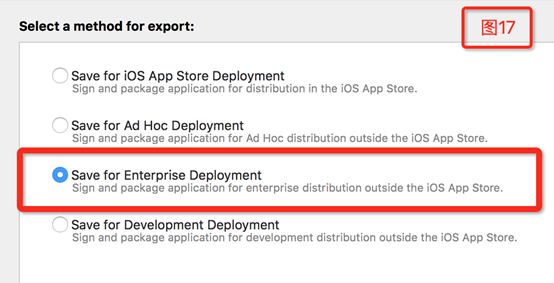 Select a method for export:
图17
Save for iOS App Store Deployment
Sign and package application for distribution in the iOS App Store.
Save for Ad Hoc Deployment
Sign and package application for Ad Hoc distribution outside the iOS App Store.
Save for Enterprise Deployment
Sign and package application for enterprise distribution outside the iOS App Store.
Save for Development Deployment
Sign and package application for development distribution outside the iOS App Store.